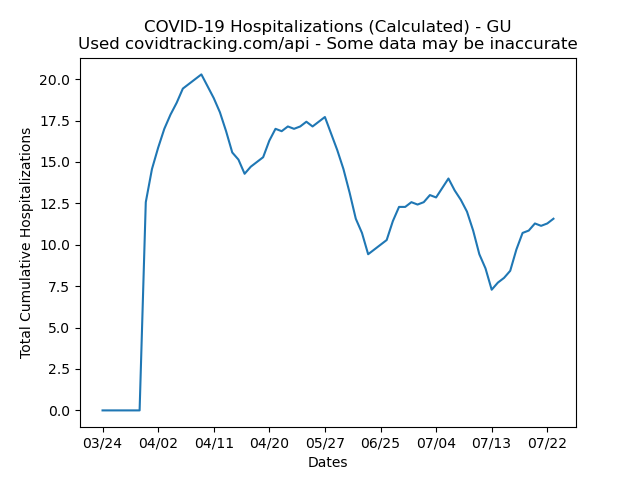 COVID-19 Hospitalizations (Calculated) - GU
Used covidtracking.com/api - Some data may be inaccurate
Total Cumulative Hospitalizations
20.0
17.5
15.0
12.5
10.0
7.5
5.0
2.5
0.0
03/24 04/02 04/11 04/20 05/27 06/25 07/04 07/13 07/22
Dates